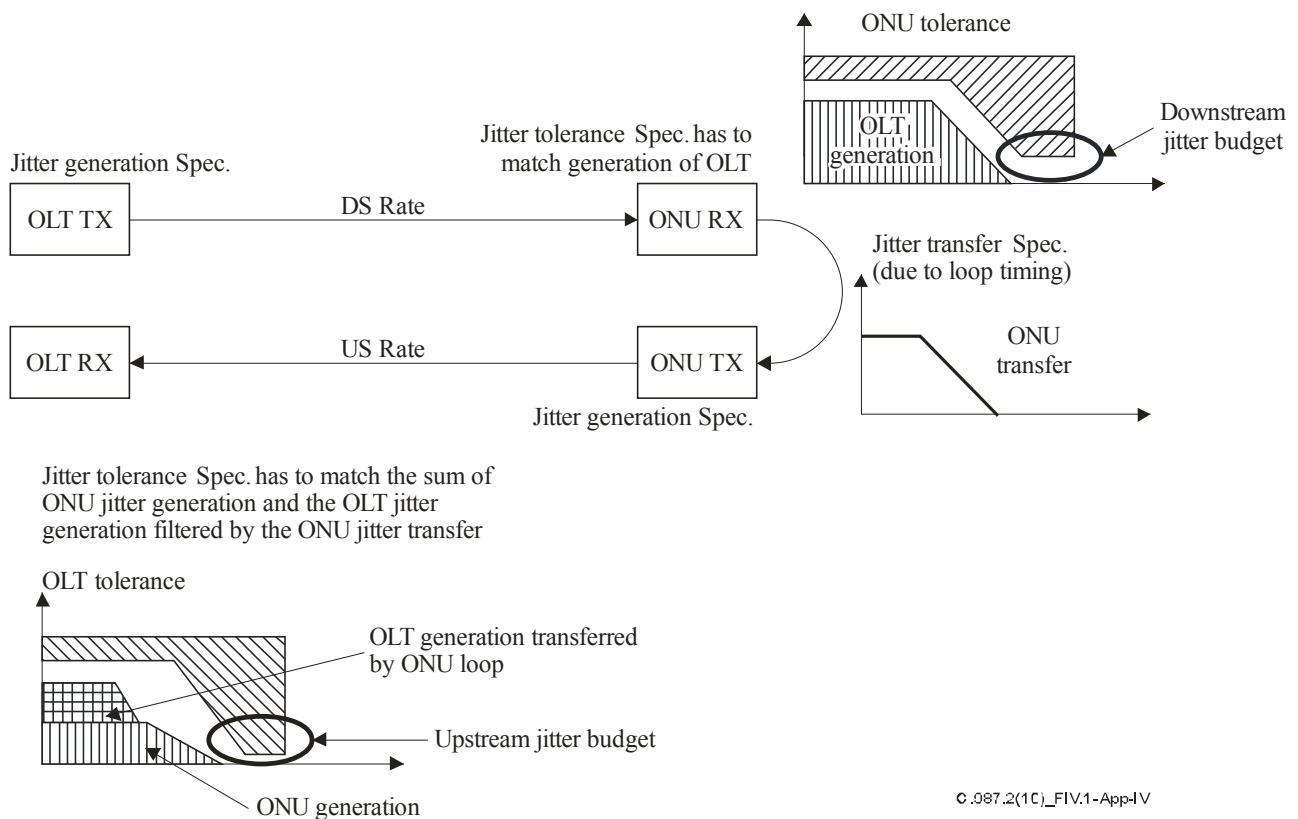 ONU tolerance
OLT
generation
Downstream
jitter budget
Jitter generation Spec.
Jitter tolerance Spec. has to
match generation of OLT
OLT TX
DS Rate
ONU RX
Jitter transfer Spec.
(due to loop timing)
ONU
transfer
OLT RX
US Rate
ONU TX
Jitter generation Spec.
Jitter tolerance Spec. has to match the sum of
ONU jitter generation and the OLT jitter
generation filtered by the ONU jitter transfer
OLT tolerance
OLT generation transferred
by ONU loop
Upstream jitter budget
ONU generation
G.987.2(10)_FIV.1-App-IV